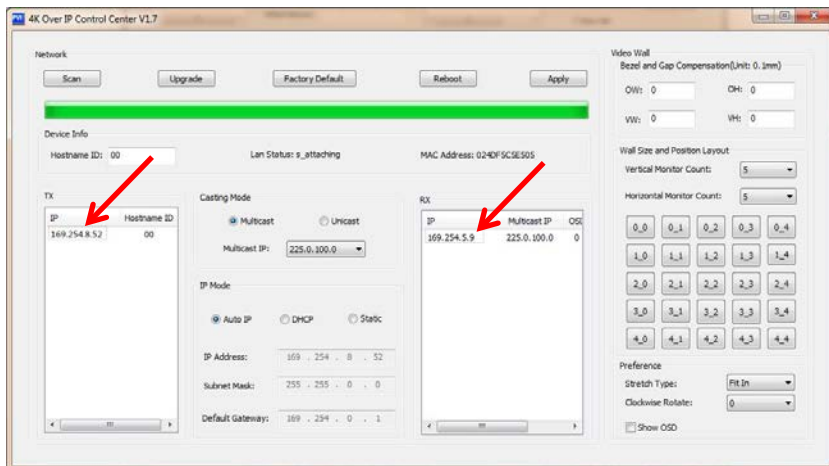 4K Over IP Control Center V1.7
Network
Scan
Upgrade
Factory Default
Reboot
Apply
Device Info
Hostname ID: 00
Lan Status: s_attaching
MAC Address: 024DF5C5E505
TX
IP Hostname ID
169.254.8.52 00
Casting Mode
Multicast Unicast
Multicast IP: 225.0.100.0
IP Mode
Auto IP DHCP Static
IP Address: 169 . 254 . 8 . 52
Subnet Mask: 255 . 255 . 0 . 0
Default Gateway: 169 . 254 . 0 . 1
RX
IP Multicast IP OSI
169.254.5.9 225.0.100.0 0
Video Wall
Bezel and Gap Compensation(Unit: 0.1mm)
OW: 0 OH: 0
VW: 0 VH: 0
Wall Size and Position Layout
Vertical Monitor Count: 5
Horizontal Monitor Count: 5
0_0 0_1 0_2 0_3 0_4
1_0 1_1 1_2 1_3 1_4
2_0 2_1 2_2 2_3 2_4
3_0 3_1 3_2 3_3 3_4
4_0 4_1 4_2 4_3 4_4
Preference
Stretch Type: Fit In
Clockwise Rotate: 0
Show OSD